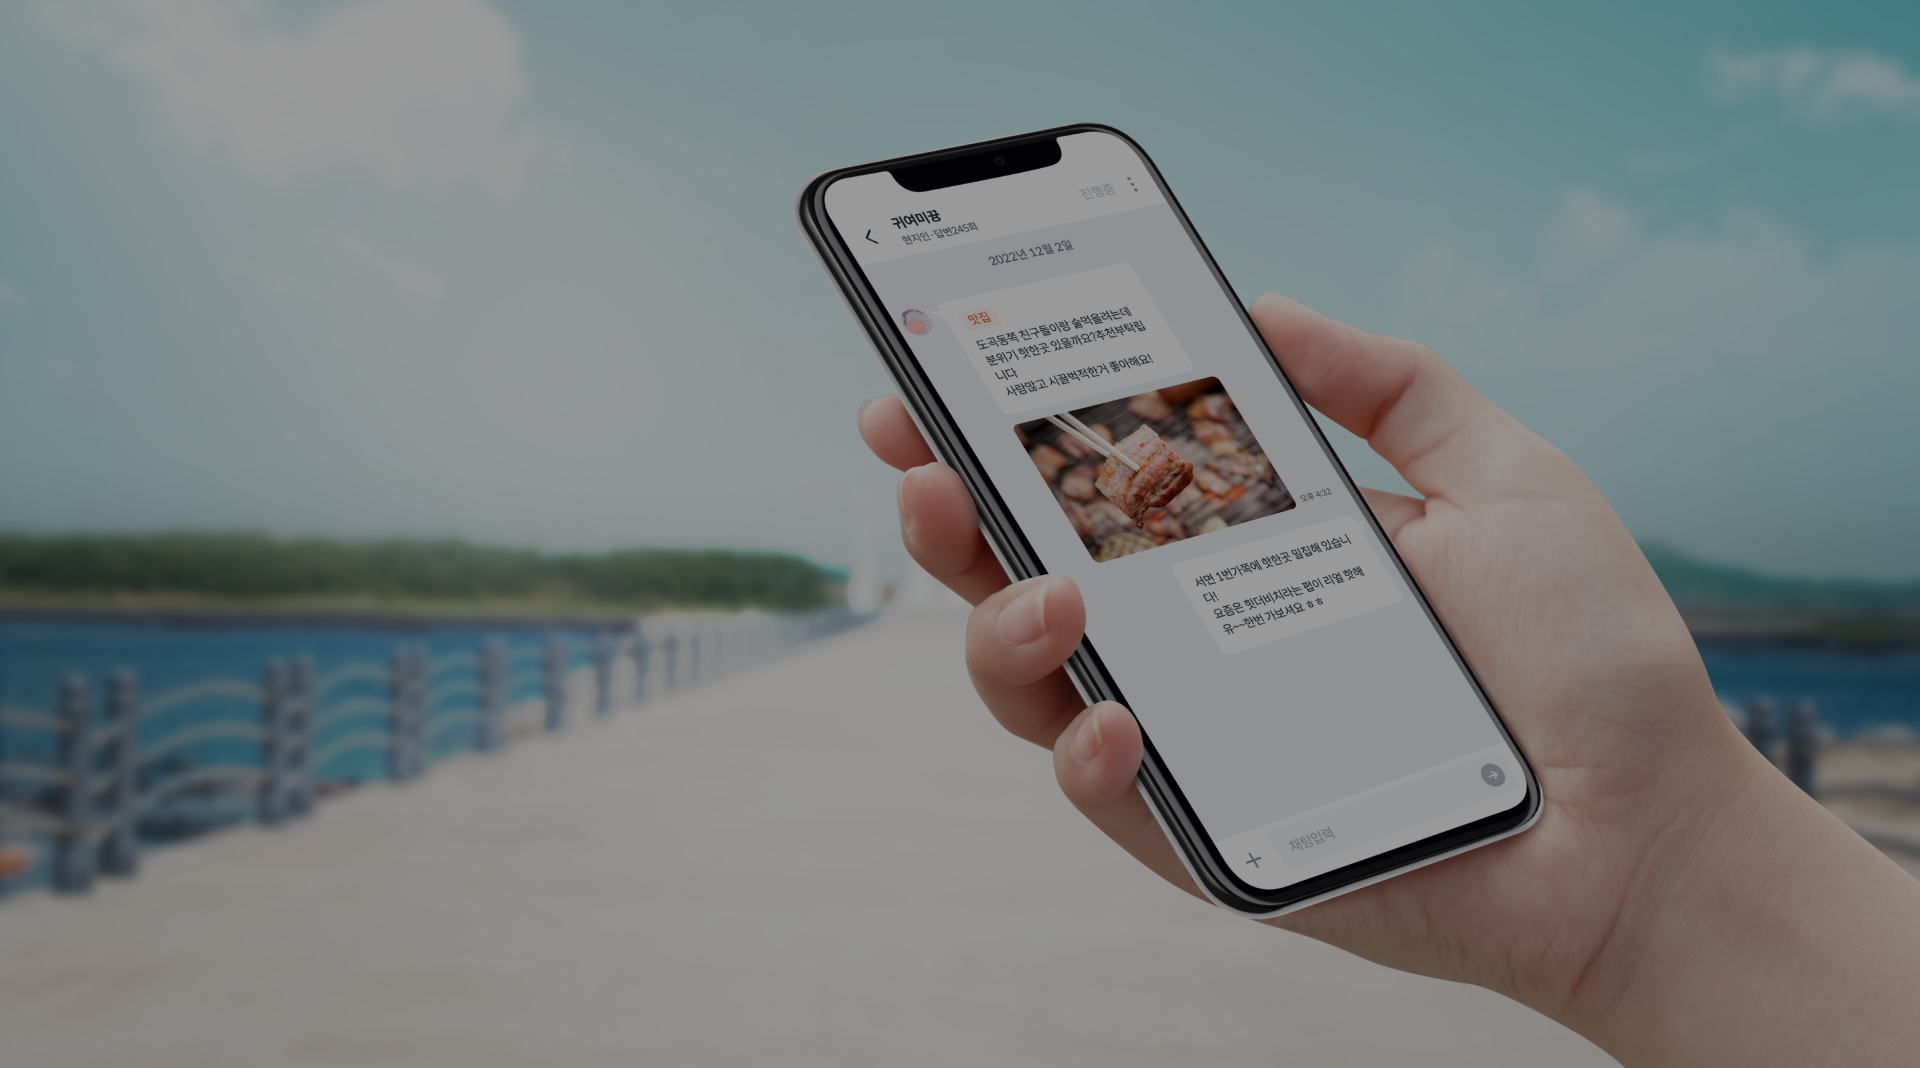 귀여미끙
현지인·답변245회
진행중
2022년 12월 2일
맛집
도곡동쪽 친구들이랑 술먹을려는데
분위기 핫한곳 있을까요?추천부탁립
니다
사람많고 시끌벅적한거 좋아해요!
오후 4:32
서면 1번가쪽에 핫한곳 밀집해 있습니
다!
요즘은 힛더비치라는 펍이 리얼 핫해
유~~한번 가보셔요 ㅎㅎ
채팅입력